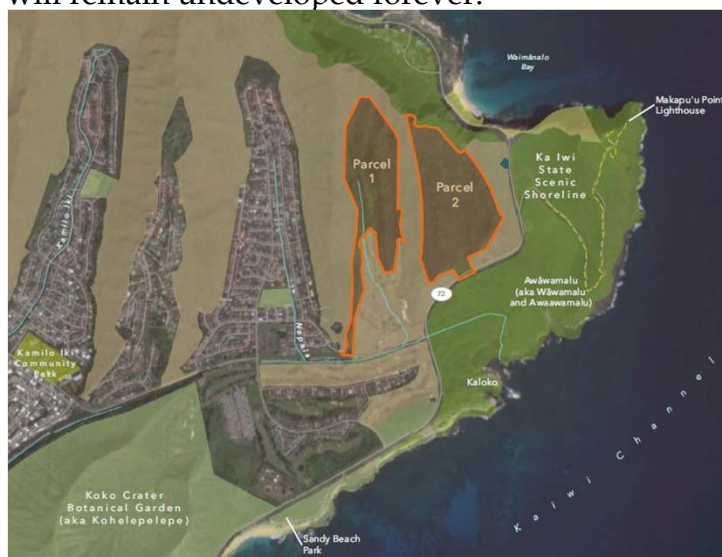 will remain undeveloped forever.
Waimānalo
Bay
Makapu'u Point
Lighthouse
Parcel
1
Parcel
2
Ka Iwi
State
Scenic
Shoreline
Kamilo Iki
Awāwamalu
(aka Wāwamalu
and Awaawamalu)
72
Napaia
Kamilo Iki
Community
Park
Kaloko
Kaiwi Channel
Koko Crater
Botanical Garden
(aka Kohelepelepe)
Sandy Beach
Park